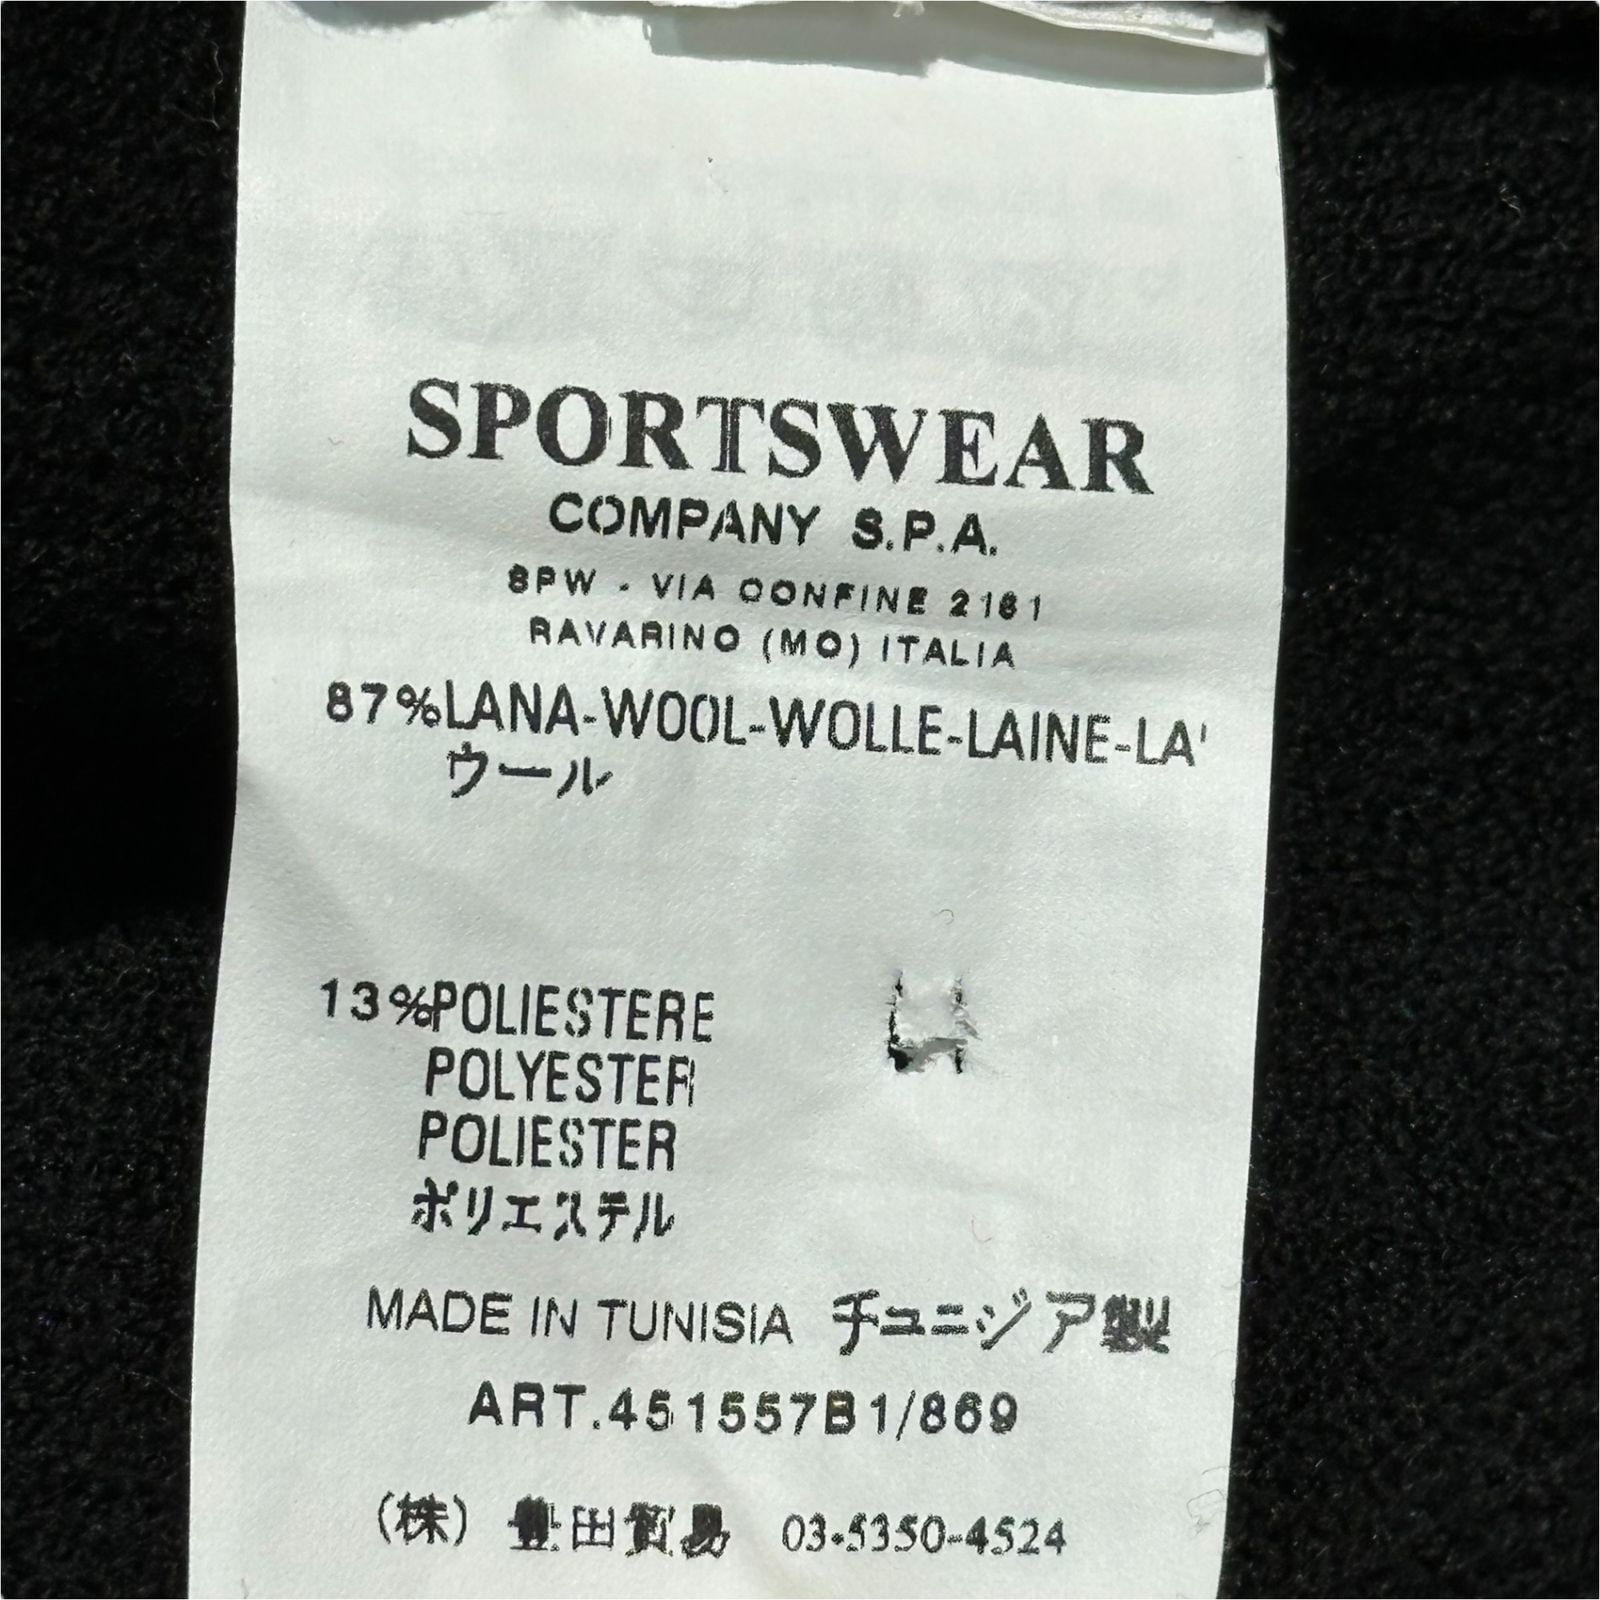 SPORTSWEAR
COMPANY S.P.A.
SPW - VIA CONFINE 2161
RAVARINO (MO) ITALIA
87%LANA-WOOL-WOLLE-LAINE-LA'
ウール
13%POLIESTERE
POLYESTER
POLIESTER
ポリエステル
MADE IN TUNISIA チュニジア製
ART.451557B1/869
(株) 豊田貿易 03-5350-4524